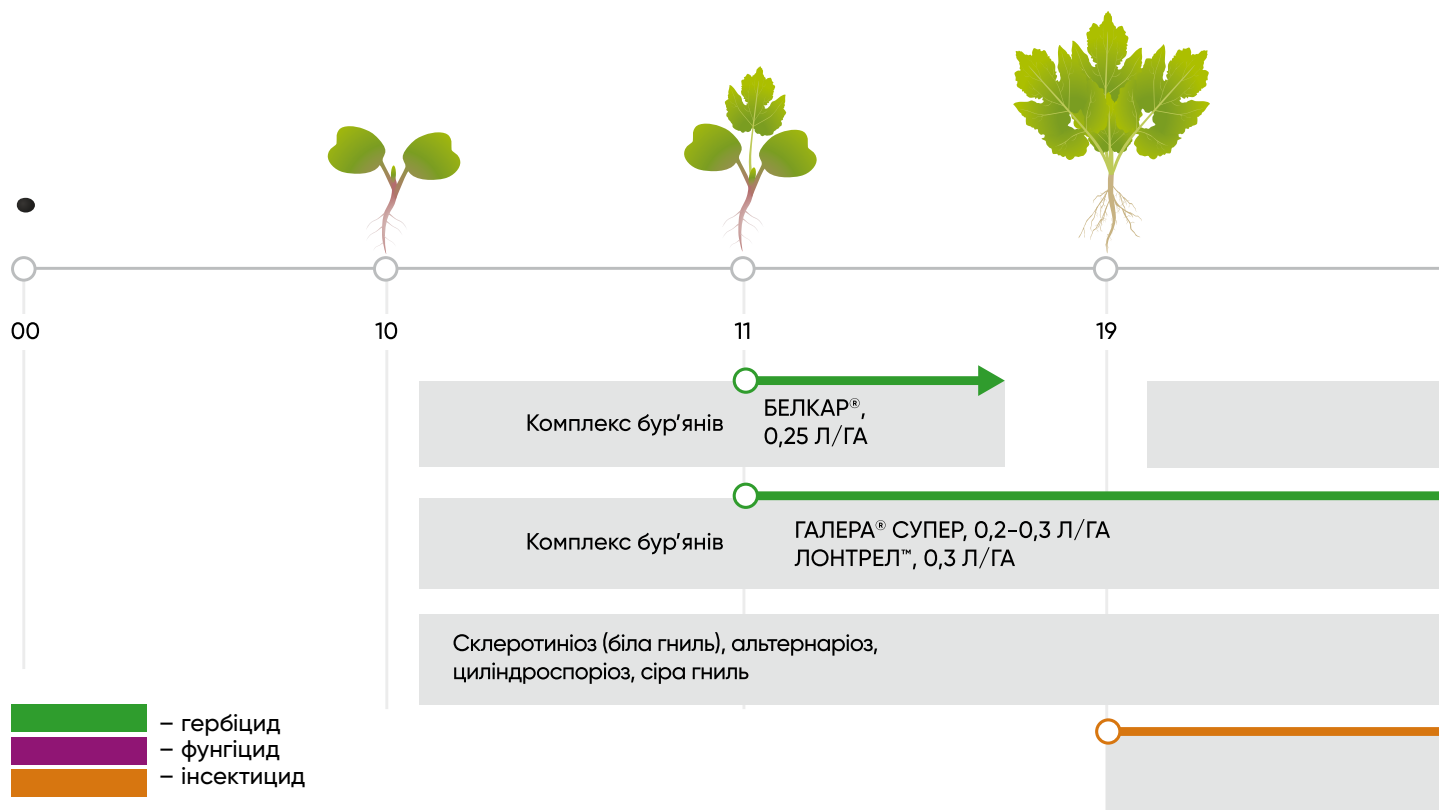 00
10
11
19
Комплекс бур’янів
БЕЛКАР®,
0,25 Л/ГА
Комплекс бур’янів
ГАЛЕРА® СУПЕР, 0,2-0,3 Л/ГА
ЛОНТРЕЛ™, 0,3 Л/ГА
Склеротиніоз (біла гниль), альтернаріоз,
циліндроспоріоз, сіра гниль
– гербіцид
– фунгіцид
– інсектицид